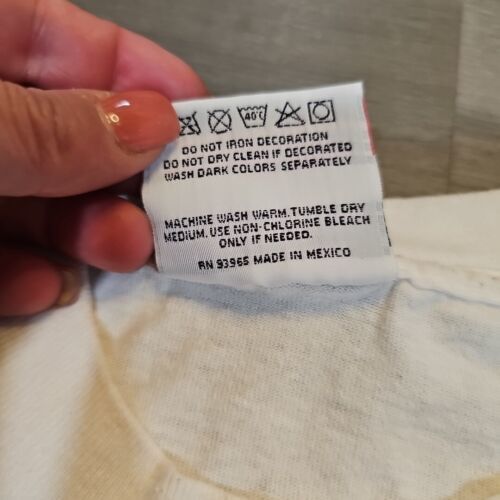 40C
DO NOT IRON DECORATION
DO NOT DRY CLEAN IF DECORATED
WASH DARK COLORS SEPARATELY
MACHINE WASH WARM.TUMBLE DRY
MEDIUM. USE NON-CHLORINE BLEACH
ONLY IF NEEDED.
RN 93965 MADE IN MEXICO